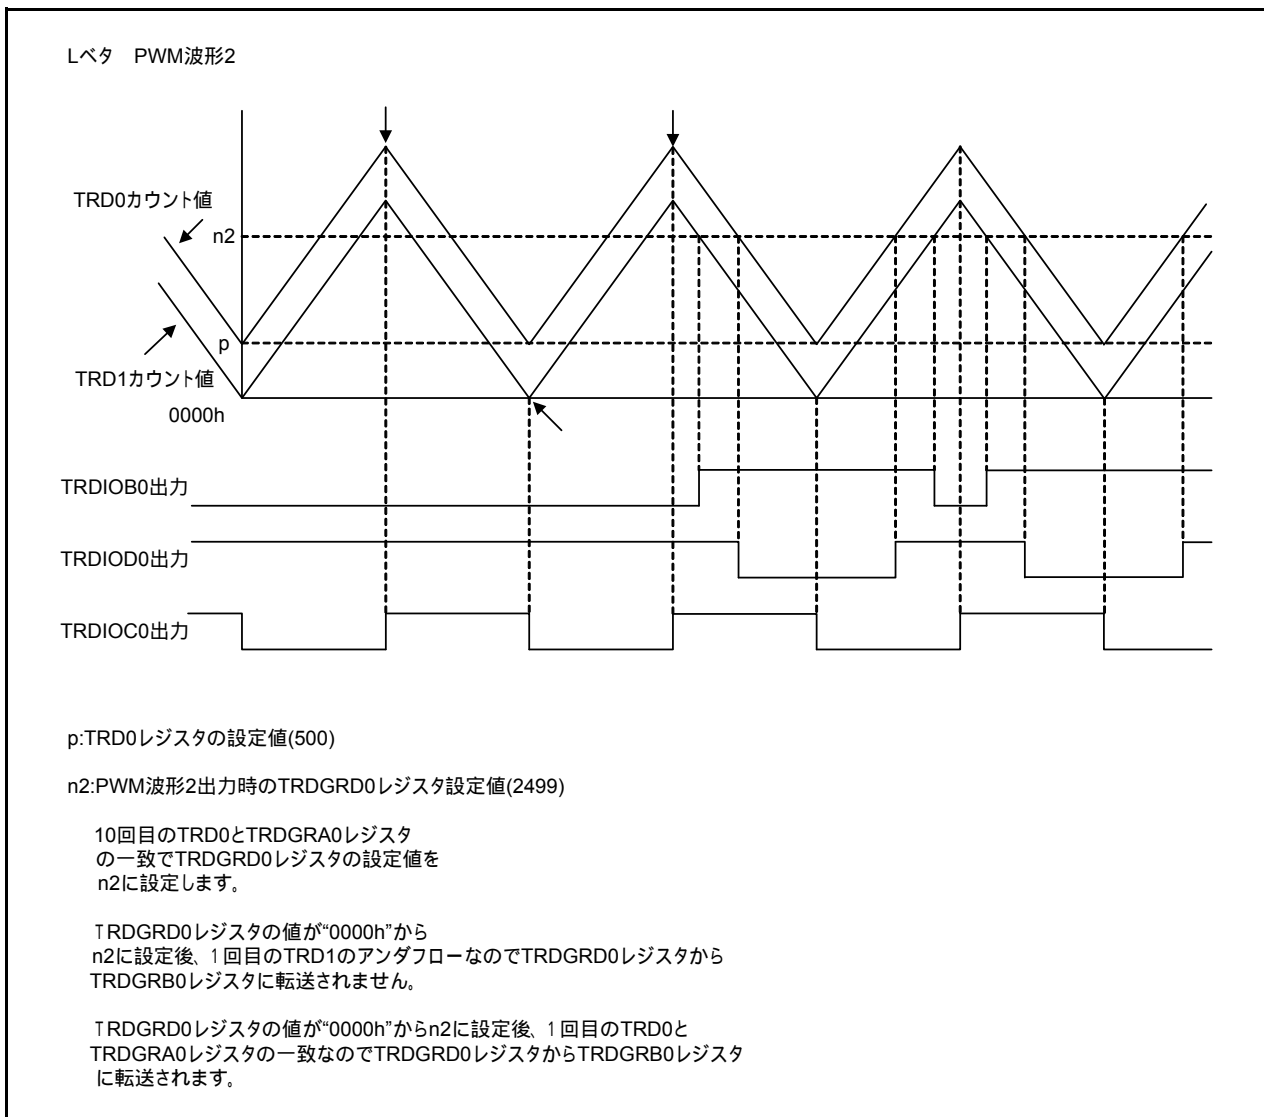 Lベタ　PWM波形2
TRD0カウント値
n2
p
TRD1カウント値
0000h
TRDIOB0出力
TRDIOD0出力
TRDIOC0出力
p:TRD0レジスタの設定値(500)
n2:PWM波形2出力時のTRDGRD0レジスタ設定値(2499)
10回目のTRD0とTRDGRA0レジスタ
の一致でTRDGRD0レジスタの設定値を
n2に設定します。
TRDGRD0レジスタの値が“0000h”から
n2に設定後、1回目のTRD1のアンダフローなのでTRDGRD0レジスタから
TRDGRB0レジスタに転送されません。
TRDGRD0レジスタの値が“0000h”からn2に設定後、1回目のTRD0と
TRDGRA0レジスタの一致なのでTRDGRD0レジスタからTRDGRB0レジスタ
に転送されます。